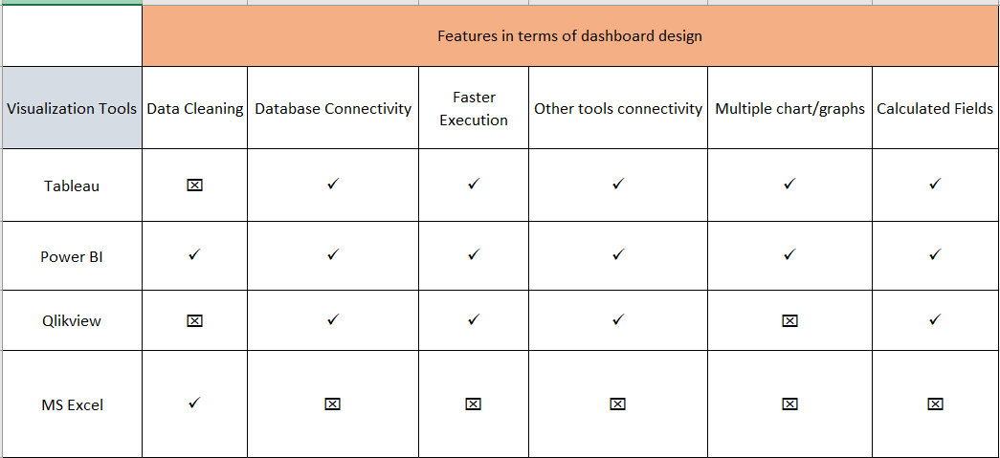 Features in terms of dashboard design
Visualization Tools Data Cleaning Database Connectivity Faster Execution Other tools connectivity Multiple chart/graphs Calculated Fields
Tableau ☒ ✓ ✓ ✓ ✓ ✓
Power BI ✓ ✓ ✓ ✓ ✓ ✓
Qlikview ☒ ✓ ✓ ✓ ☒ ✓
MS Excel ✓ ☒ ☒ ☒ ☒ ☒